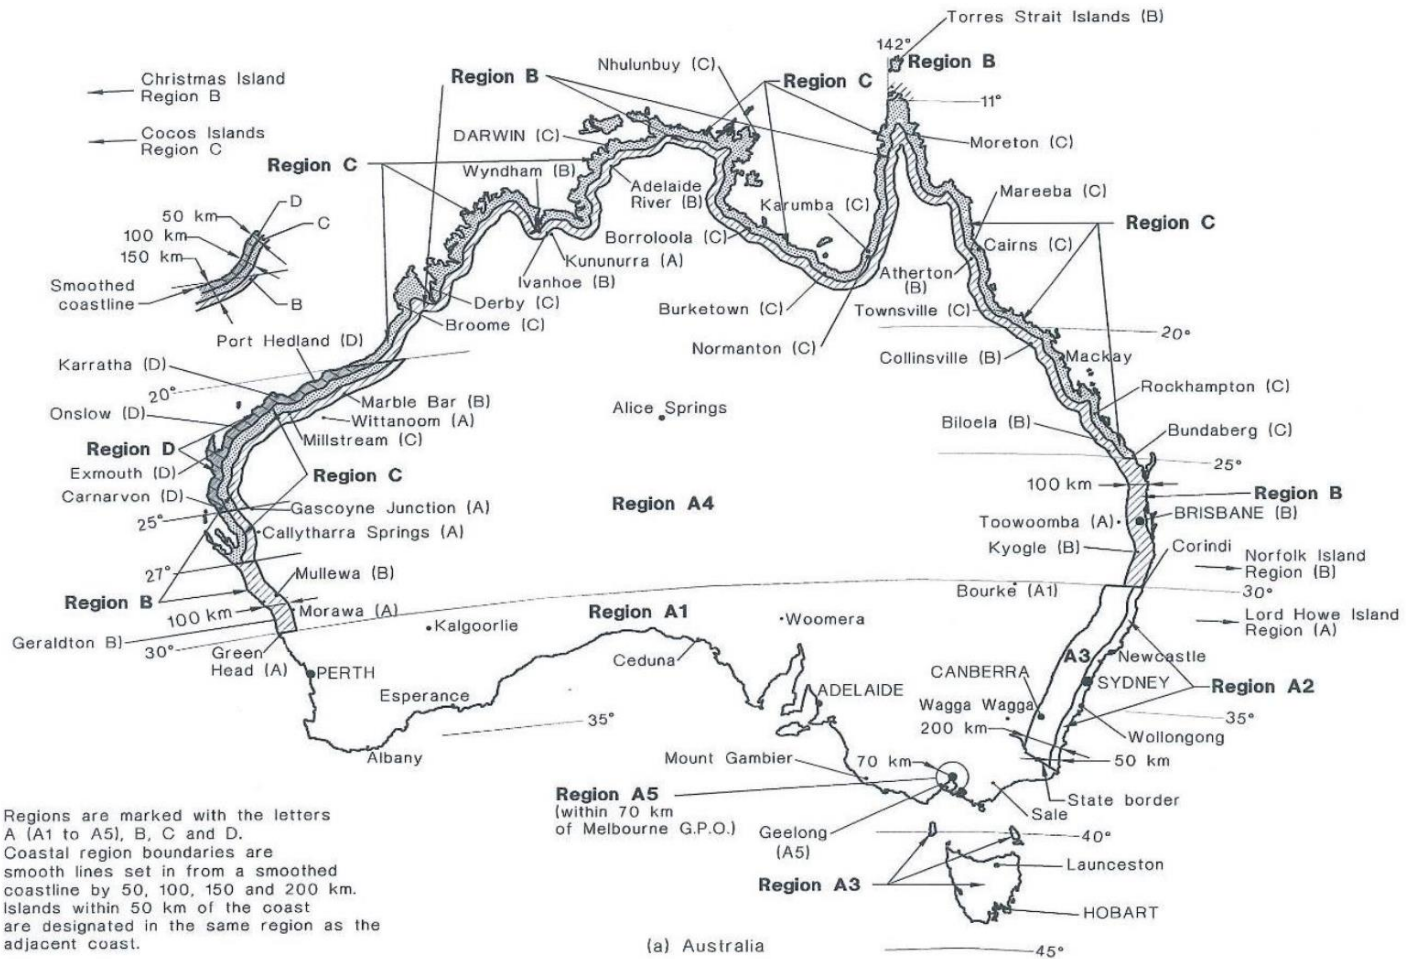 Torres Strait Islands (B)
142°
Region B
11°
Nhulunbuy (C)
Region C
Region B
Christmas Island
Region B
Cocos Islands
Region C
DARWIN (C)
Moreton (C)
Region C
Wyndham (B)
Adelaide
River (B)
Mareeba (C)
Karumba (C)
Region C
D
50 km
C
100 km
150 km
Borroloola (C)
Cairns (C)
Kununurra (A)
Atherton
(B)
Ivanhoe (B)
Smoothed
coastline
B
Derby (C)
Burketown (C)
Townsville (C)
Broome (C)
20°
Port Hedland (D)
Normanton (C)
Collinsville (B)
Mackay
Karratha (D)
20°
Rockhampton (C)
Marble Bar (B)
Alice Springs
Onslow (D)
Wittanoom (A)
Biloela (B)
Bundaberg (C)
Millstream (C)
Region D
25°
Exmouth (D)
Region C
100 km
Region B
Carnarvon (D)
Region A4
Gascoyne Junction (A)
BRISBANE (B)
25°
Toowoomba (A)
Callytharra Springs (A)
Kyogle (B)
Corindi
Norfolk Island
Region (B)
27°
Mullewa (B)
Bourke (A1)
30°
Region B
100 km
Morawa (A)
Region A1
Lord Howe Island
Region (A)
Woomera
Kalgoorlie
Geraldton B)
30°
Green
Head (A)
Ceduna
A3
Newcastle
PERTH
CANBERRA
SYDNEY
Region A2
Esperance
ADELAIDE
Wagga Wagga
35°
35°
200 km
Wollongong
Albany
Mount Gambier
70 km
50 km
Region A5
(within 70 km
of Melbourne G.P.O.)
State border
Sale
Geelong
(A5)
40°
Launceston
Region A3
HOBART
45°
Regions are marked with the letters
A (A1 to A5), B, C and D.
Coastal region boundaries are
smooth lines set in from a smoothed
coastline by 50, 100, 150 and 200 km.
Islands within 50 km of the coast
are designated in the same region as the
adjacent coast.
(a) Australia